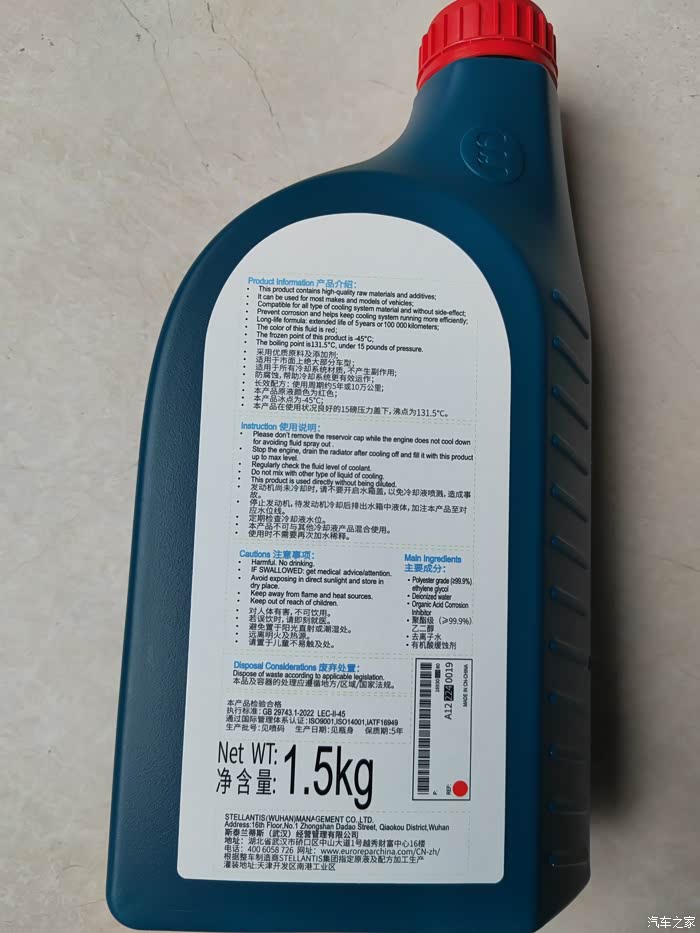 Product Information 产品介绍:
This product contains high-quality raw materials and additives;
It can be used for most makes and models of vehicles;
Compatible for all type of cooling system material and without side-effect;
Prevent corrosion and helps keep cooling system running more efficiently;
Long-life formula: extended life of 5years or 100 000 kilometers;
The color of this fluid is red;
The frozen point of this product is -45°C;
The boiling point is131.5°C, under 15 pounds of pressure.
采用优质原料及添加剂;
适用于市面上绝大部分车型;
适用于所有冷却系统材质,不产生副作用;
防腐蚀,帮助冷却系统更有效运作;
长效配方:使用周期约5年或10万公里;
本产品原液颜色为红色;
本产品冰点为-45°C;
本产品在使用状况良好的15磅压力盖下,沸点为131.5°C。
Instruction 使用说明:
Please don't remove the reservoir cap while the engine does not cool down
for avoiding fluid spray out .
Stop the engine, drain the radiator after cooling off and fill it with this product
up to max level.
Regularly check the fluid level of coolant.
Do not mix with other type of liquid of cooling.
This product is used directly without being diluted.
发动机尚未冷却时,请不要开启水箱盖,以免冷却液喷溅,造成事
故。
停止发动机,待发动机冷却后排出水箱中液体,加注本产品至对
应水位线。
定期检查冷却液水位。
本产品不可与其他冷却液产品混合使用。
使用时不需要再次加水稀释。
Cautions 注意事项:
Harmful. No drinking.
IF SWALLOWED: get medical advice/attention.
Avoid exposing in direct sunlight and store in
dry place.
Keep away from flame and heat sources.
Keep out of reach of children.
对人体有害,不可饮用。
若误饮时,请即刻就医。
避免置于阳光直射或潮湿处。
远离明火及热源。
请置于儿童不易触及处。
Main Ingredients
主要成分:
Polyester grade (≥99.9%)
ethylene glycol
Deionized water
Organic Acid Corrosion
Inhibitor
聚酯级 (≥99.9%)
乙二醇
去离子水
有机酸缓蚀剂
Disposal Considerations 废弃处置:
Dispose of waste according to applicable legislation.
本品及容器的处理应遵循地方/区域/国家法规。
A12 224 0019
MADE IN CN-CHINA
P.
REF
本产品检验合格
执行标准: GB 29743.1-2022 LEC-II-45
通过国际管理体系认证: ISO9001,ISO14001,IATF16949
生产批号:见喷码 生产日期:见瓶身 保质期:5年
Net WT:
净含量: 1.5kg
STELLANTIS(WUHAN)MANAGEMENT CO.,LTD.
Address:16th Floor,No.1 Zhongshan Dadao Street, Qiaokou District,Wuhan
斯泰兰蒂斯(武汉)经营管理有限公司
地址: 湖北省武汉市硚口区中山大道1号越秀财富中心16楼
电话: 400 6058 726 网址: www.eurorepar­china.com/CN-zh/
根据整车制造商STELLANTIS集团指定原液及配方加工生产
灌装地址:天津开发区南港工业区
汽车之家